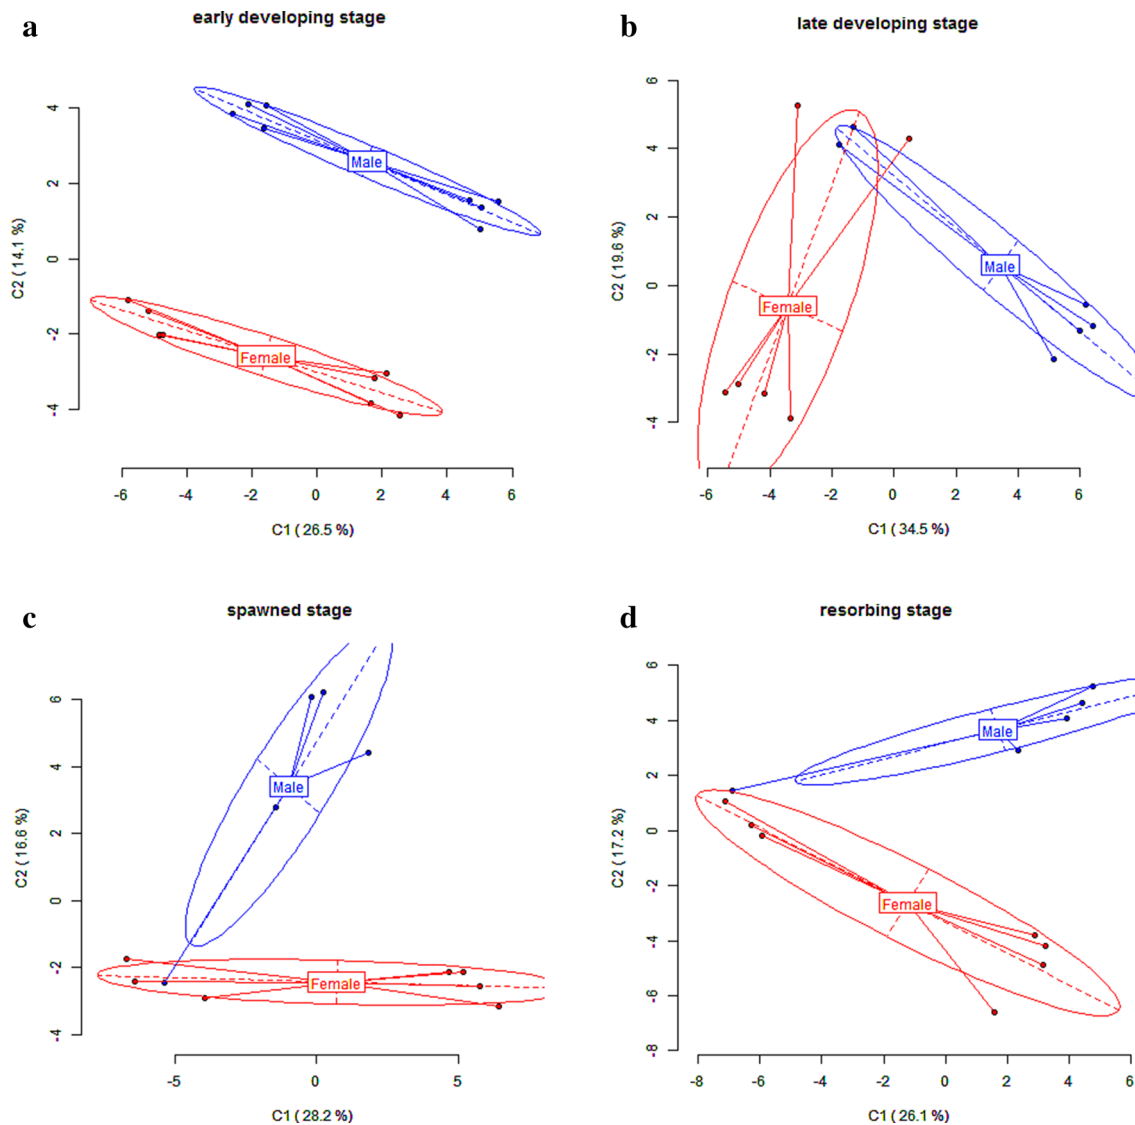 a
early developing stage
4
2
0
-2
-4
C2 ( 14.1 %)
Male
Female
-6 -4 -2 0 2 4 6
C1 ( 26.5 %)
b
late developing stage
6
4
2
0
-2
-4
C2 ( 19.6 %)
Male
Female
-6 -4 -2 0 2 4 6
C1 ( 34.5 %)
c
spawned stage
6
4
2
0
-2
-4
C2 ( 16.6 %)
Male
Female
-5 0 5
C1 ( 28.2 %)
d
resorbing stage
6
4
2
0
-2
-4
-6
-8
C2 ( 17.2 %)
Male
Female
-8 -6 -4 -2 0 2 4 6
C1 ( 26.1 %)